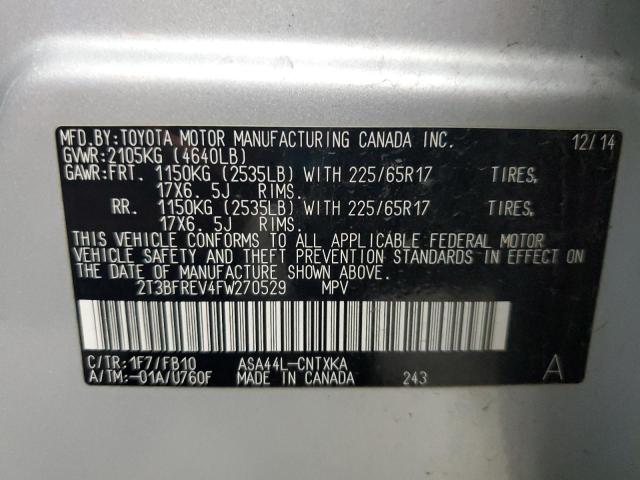 MFD.BY:TOYOTA MOTOR MANUFACTURING CANADA INC. 12/14
GVWR:2105KG (4640LB)
GAWR:FRT. 1150KG (2535LB) WITH 225/65R17 TIRES,
17X6. 5J RIMS.
RR. 1150KG (2535LB) WITH 225/65R17 TIRES,
17X6. 5J RIMS.
THIS VEHICLE CONFORMS TO ALL APPLICABLE FEDERAL MOTOR
VEHICLE SAFETY AND THEFT PREVENTION STANDARDS IN EFFECT ON
THE DATE OF MANUFACTURE SHOWN ABOVE.
2T3BFREV4FW270529 MPV
C/TR:1F7/FB10 ASA44L-CNTXKA
A/TM:-01A/U760F MADE IN CANADA 243 A